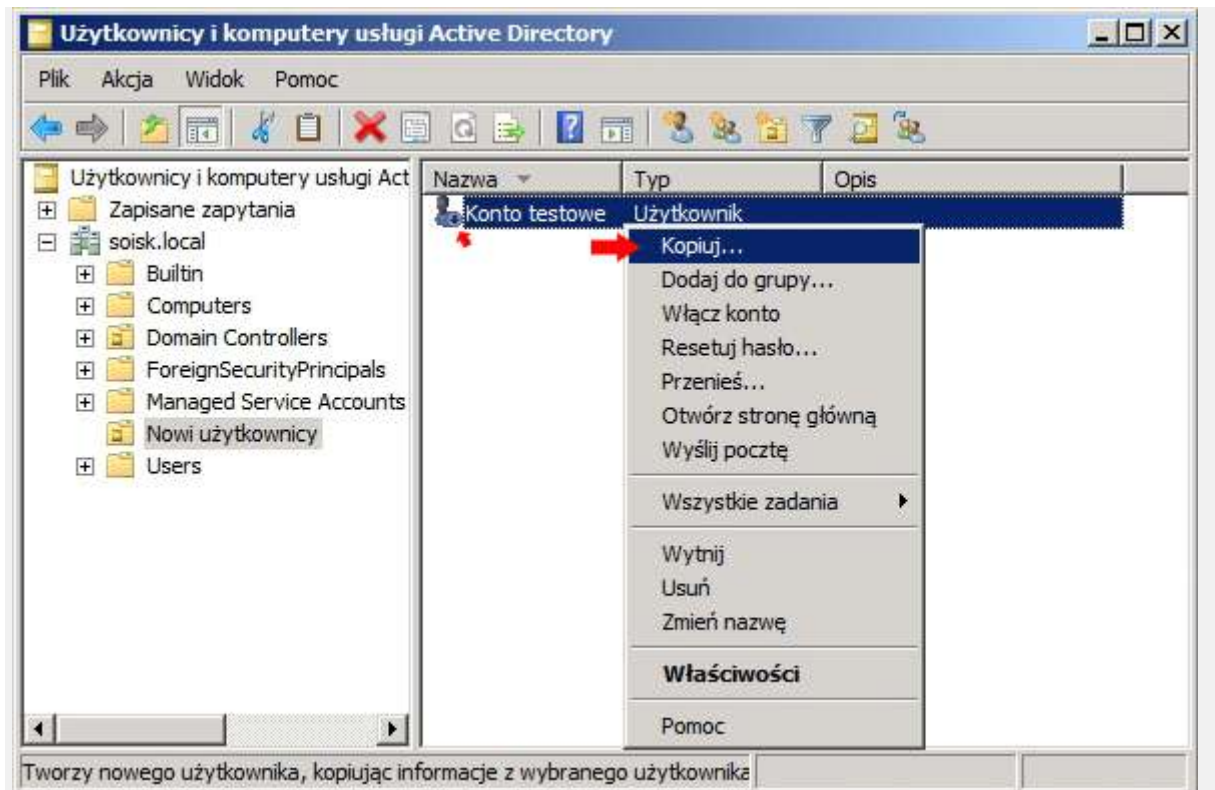 Użytkownicy i komputery usługi Active Directory
Plik Akcja Widok Pomoc
Użytkownicy i komputery usługi Act
Zapisane zapytania
soisk.local
Builtin
Computers
Domain Controllers
ForeignSecurityPrincipals
Managed Service Accounts
Nowi użytkownicy
Users
Nazwa Typ Opis
Konto testowe Użytkownik
Kopiuj...
Dodaj do grupy...
Włącz konto
Resetuj hasło...
Przenieś...
Otwórz stronę główną
Wyślij pocztę
Wszystkie zadania
Wytnij
Usuń
Zmień nazwę
Właściwości
Pomoc
Tworzy nowego użytkownika, kopiując informacje z wybranego użytkownika